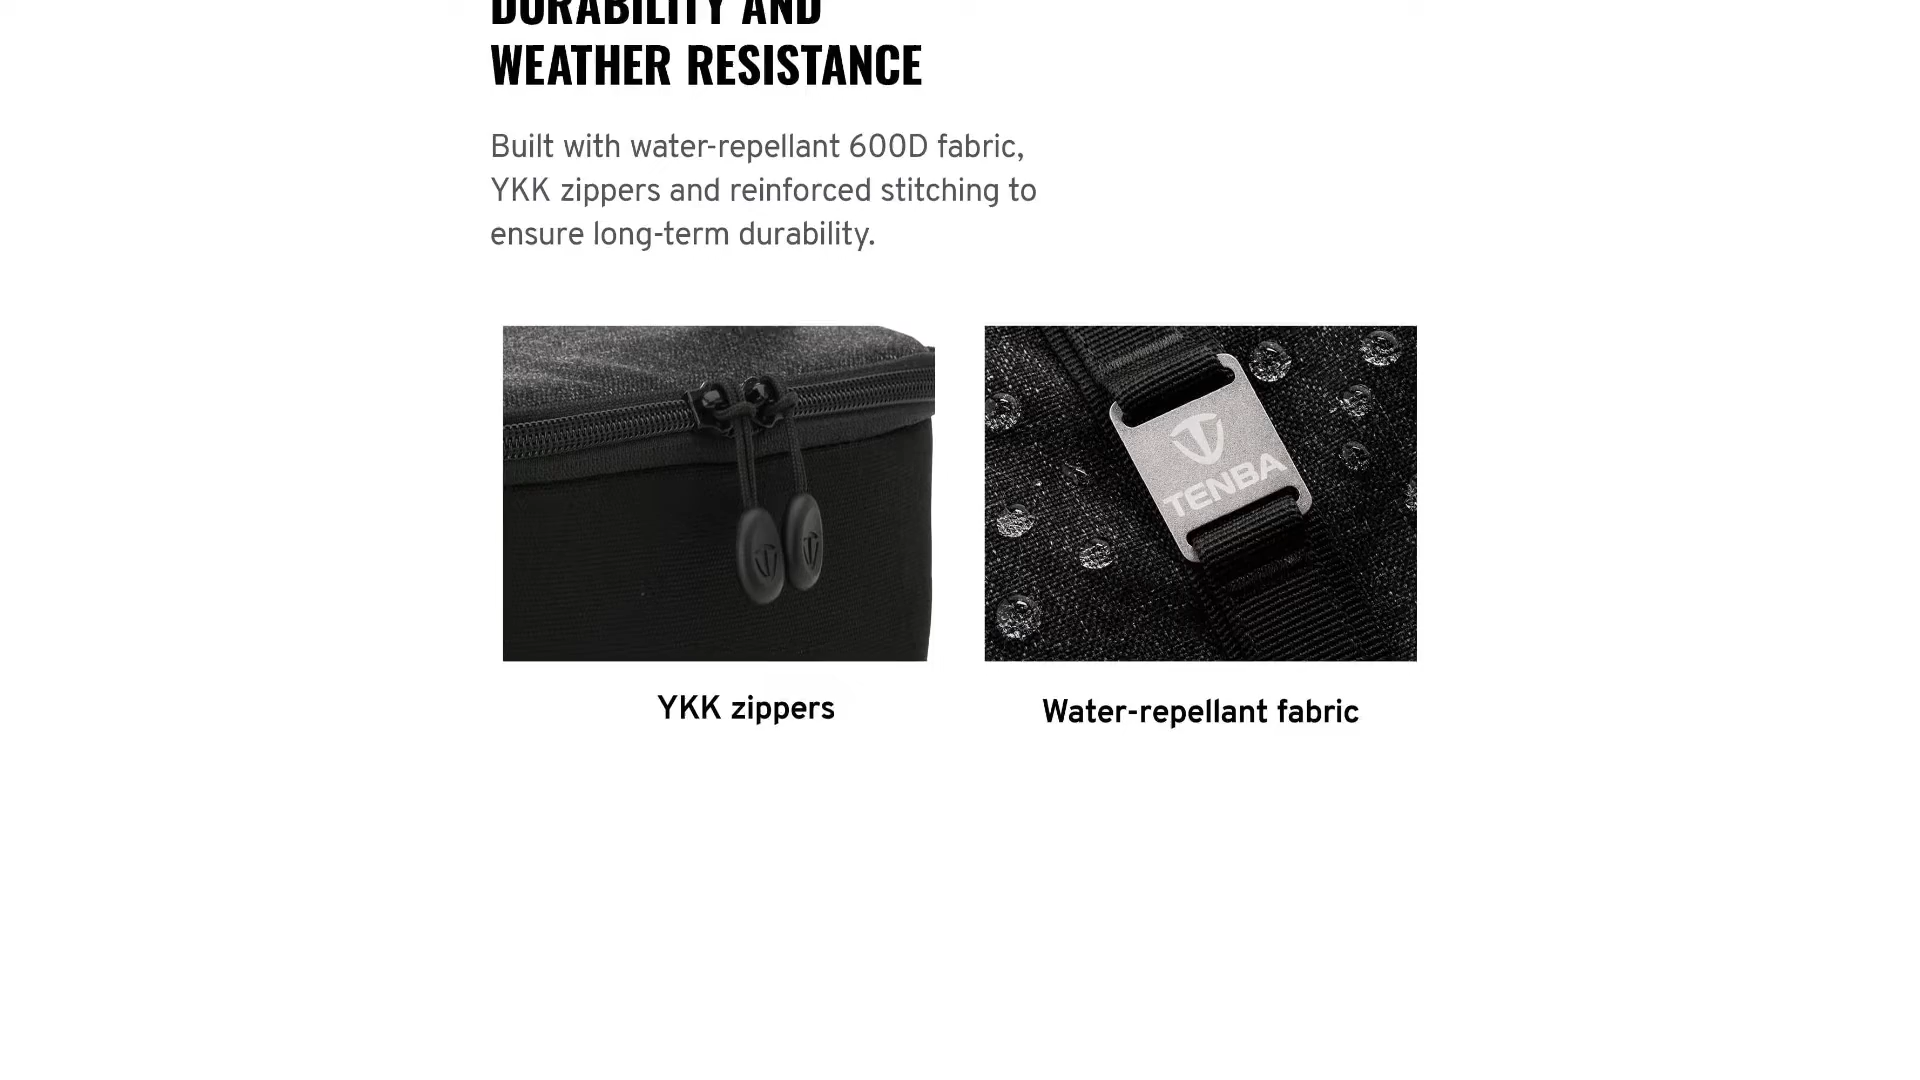 DURABILITY AND
WEATHER RESISTANCE
Built with water-repellant 600D fabric,
YKK zippers and reinforced stitching to
ensure long-term durability.
TENBA
YKK zippers
Water-repellant fabric